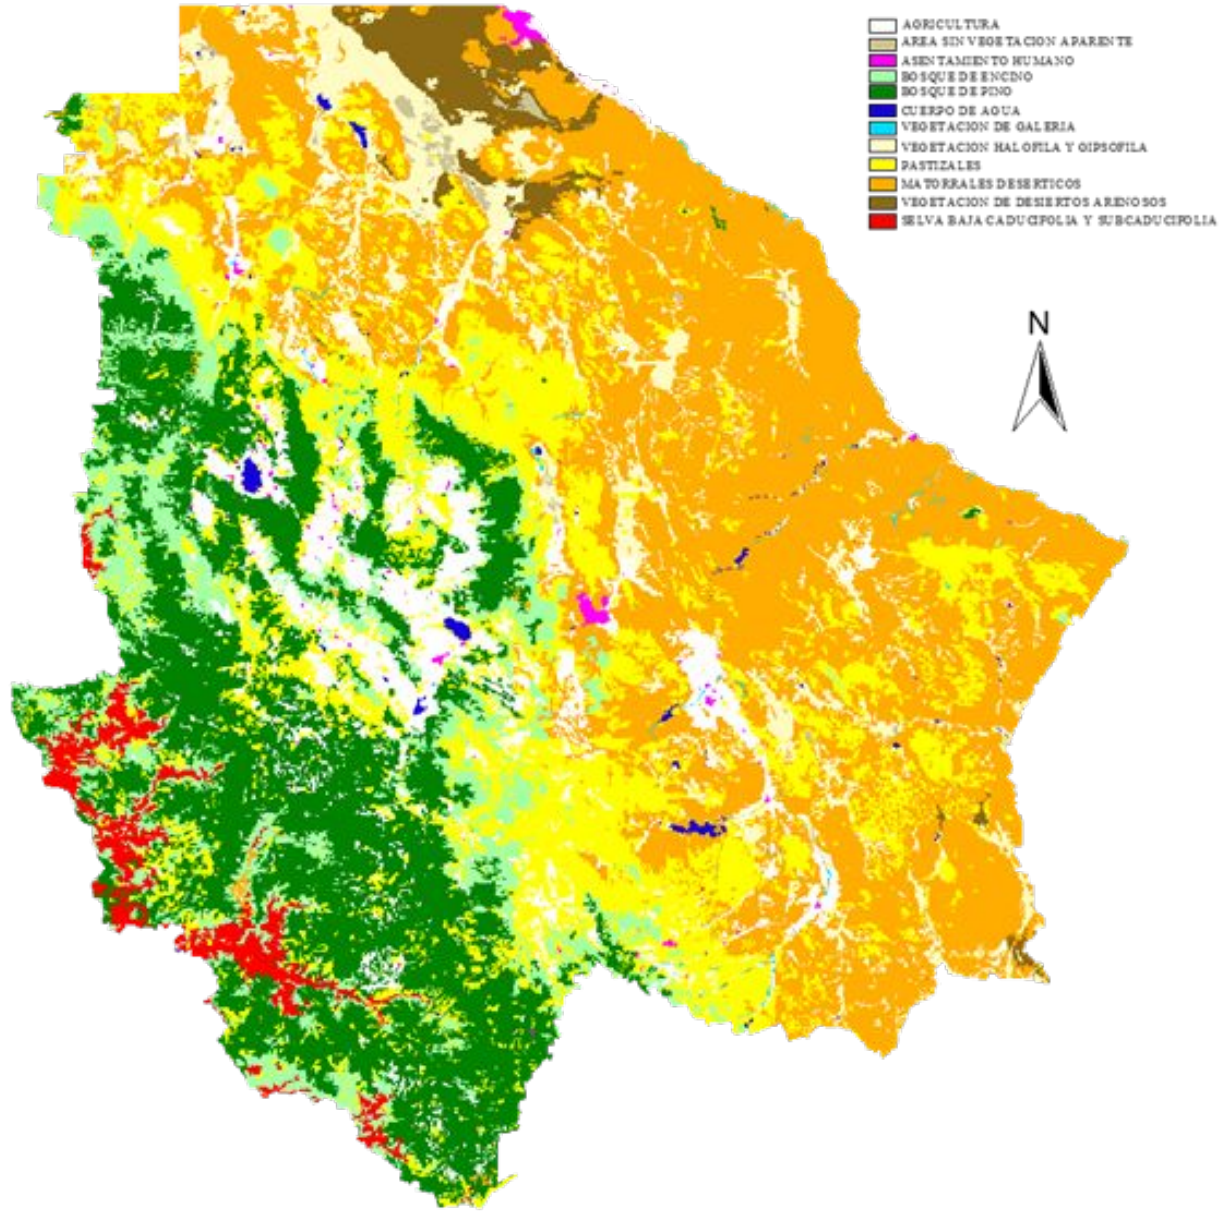 AGRICULTURA
AREA SIN VEGETACION APARENTE
ASENTAMIENTO HUMANO
BOSQUE DE ENCINO
BOSQUE DE PINO
CUERPO DE AGUA
VEGETACION DE GALERIA
VEGETACION HALOFILA Y GIPSOFILA
PASTIZALES
MATORRALES DESERTICOS
VEGETACION DE DESIERTOS ARENOSOS
SELVA BAJA CADUCIFOLIA Y SUBCADUCIFOLIA
N